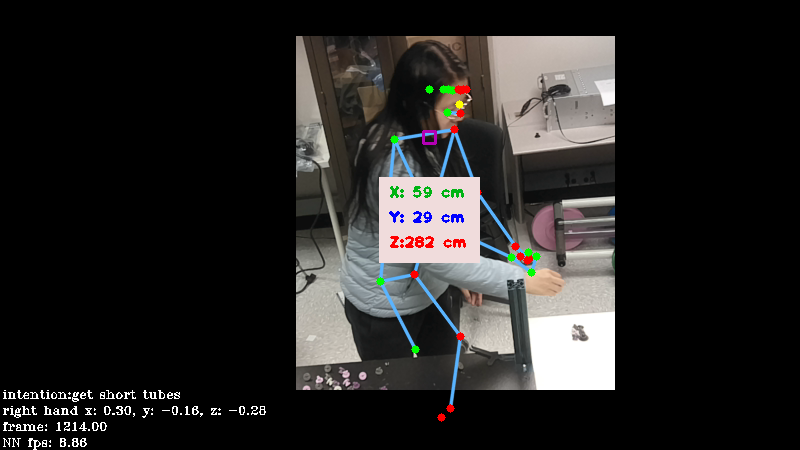 X: 59 cm
Y: 29 cm
Z:282 cm
intention:get short tubes
right hand x: 0.30, y: -0.16, z: -0.28
frame: 1214.00
NN fps: 8.86